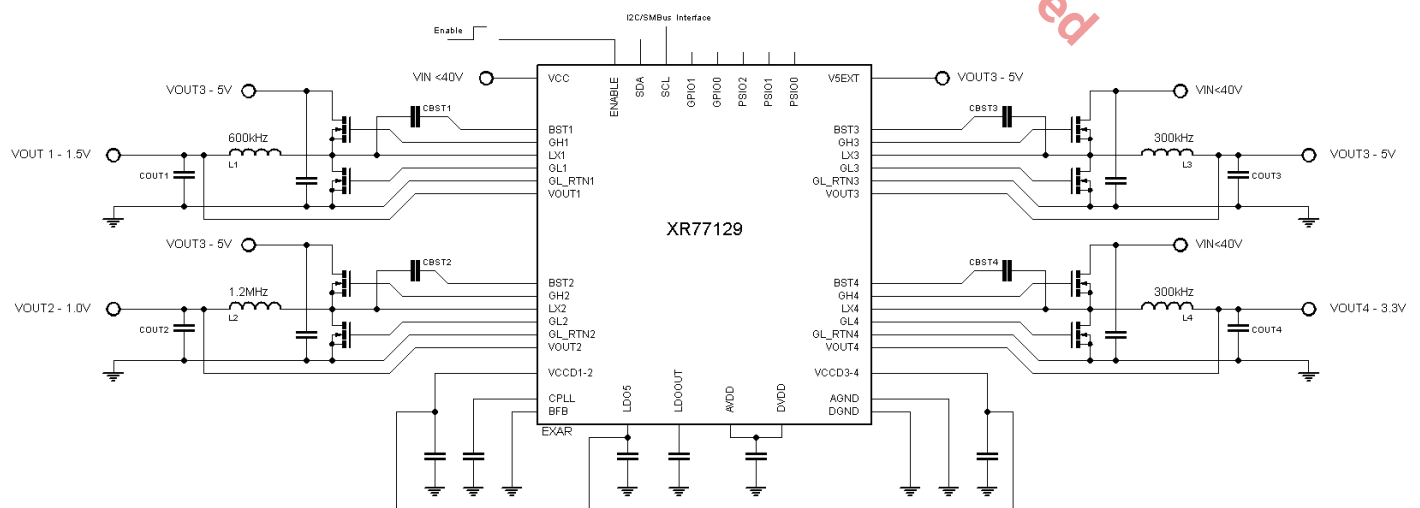 ed
I2C/SMBus Interface
Enable
VIN <40V
VCC
ENABLE
SDA
SCL
GPIO1
GPIO0
PSIO2
PSIO1
PSIO0
V5EXT
VOUT3 - 5V
VOUT3 - 5V
CBST1
BST1
GH1
LX1
GL1
GL_RTN1
VOUT1
600kHz
L1
VOUT 1 - 1.5V
COUT1
VIN<40V
CBST3
BST3
GH3
LX3
GL3
GL_RTN3
VOUT3
300kHz
L3
VOUT3 - 5V
COUT3
XR77129
VOUT3 - 5V
CBST2
BST2
GH2
LX2
GL2
GL_RTN2
VOUT2
1.2MHz
L2
VOUT2 - 1.0V
COUT2
VIN<40V
CBST4
BST4
GH4
LX4
GL4
GL_RTN4
VOUT4
300kHz
L4
VOUT4 - 3.3V
COUT4
VCCD1-2
CPLL
BFB
LDO5
LDOOUT
AVDD
DVDD
VCCD3-4
AGND
DGND
EXAR